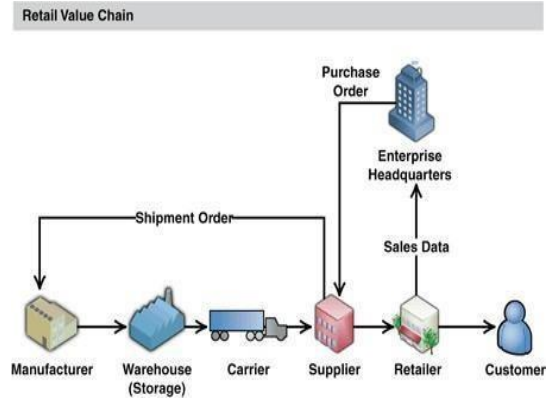 Retail Value Chain
Purchase
Order
Enterprise
Headquarters
Shipment Order
Sales Data
Manufacturer
Warehouse
(Storage)
Carrier
Supplier
Retailer
Customer